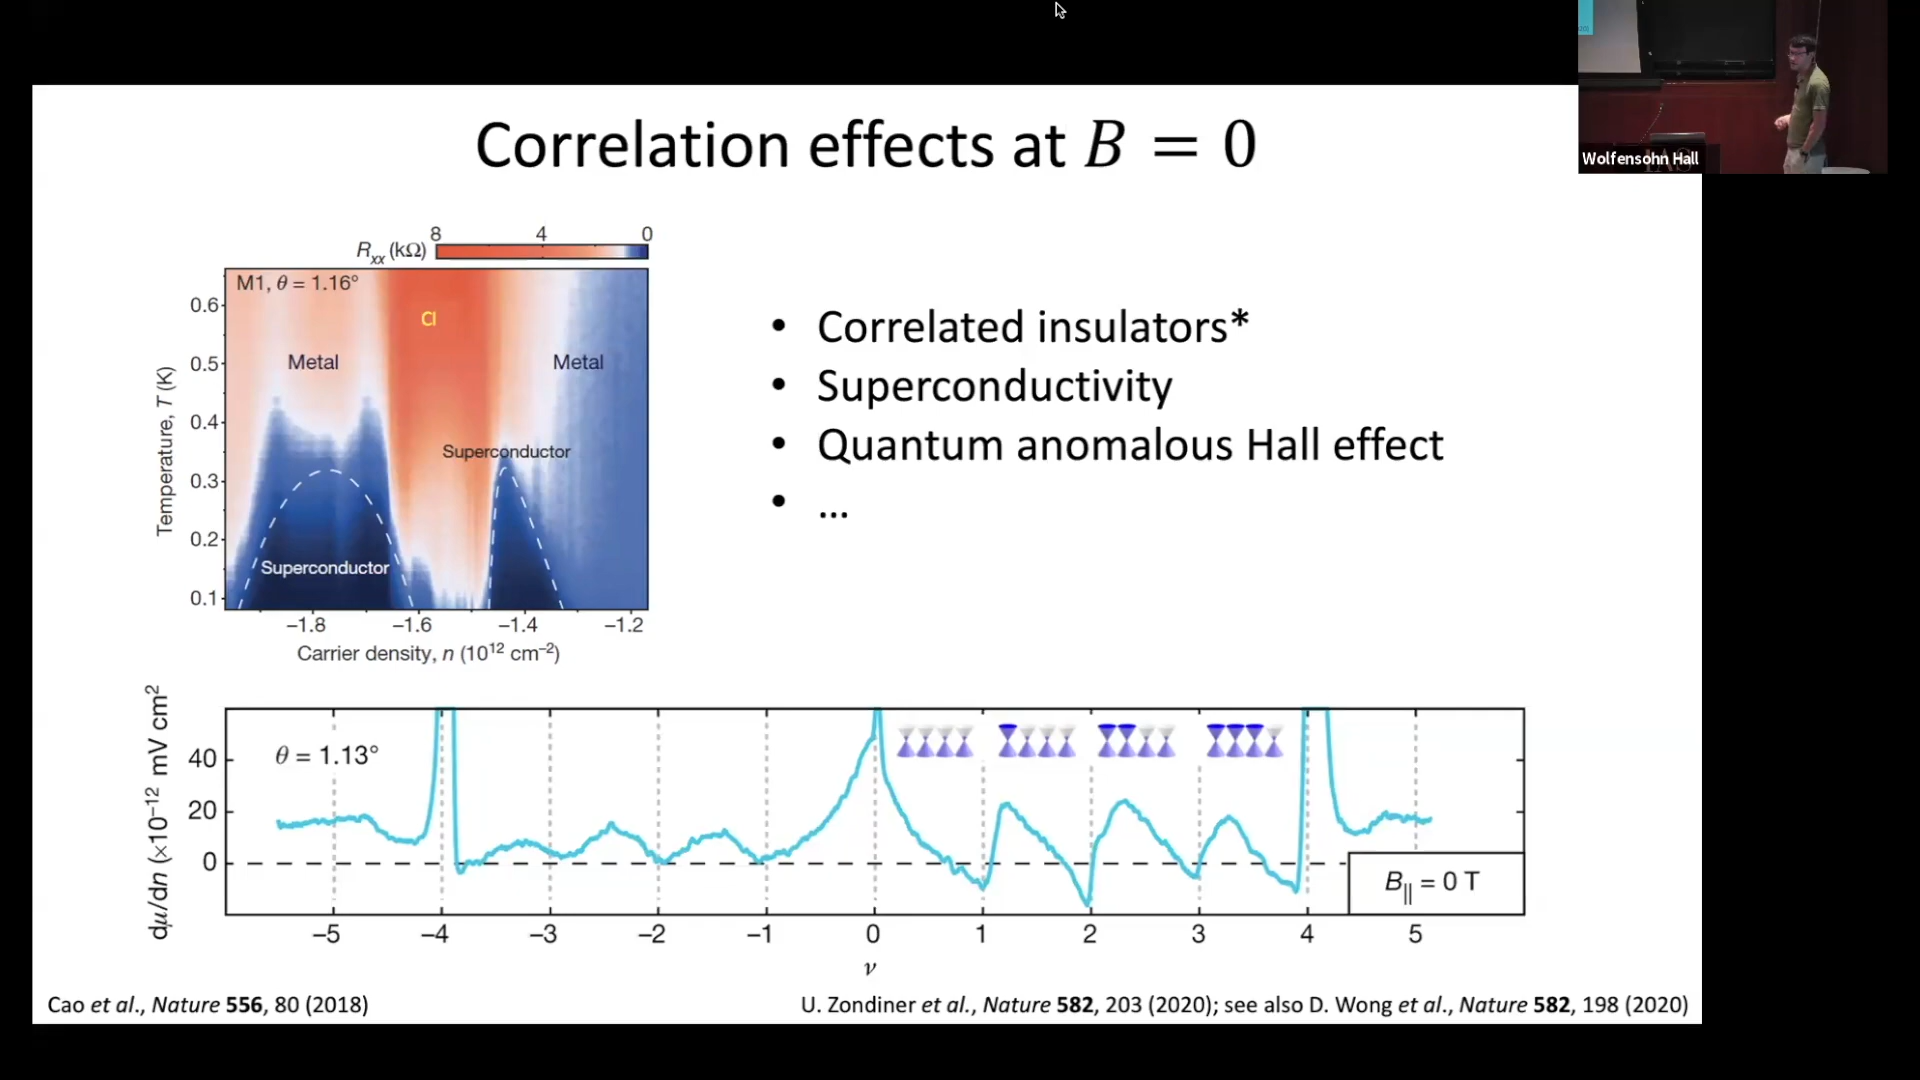 Correlation effects at B = 0
Wolfensohn Hall
IAS
8 4 0
Rxx (kΩ)
M1, θ = 1.16°
CI
Metal
Metal
Superconductor
Superconductor
0.6
0.5
0.4
0.3
0.2
0.1
Temperature, T (K)
−1.8 −1.6 −1.4 −1.2
Carrier density, n (10¹² cm⁻²)
• Correlated insulators*
• Superconductivity
• Quantum anomalous Hall effect
• ...
dμ/dn (×10⁻¹² mV cm²
40
20
0
θ = 1.13°
B|| = 0 T
−5 −4 −3 −2 −1 0 1 2 3 4 5
ν
Cao et al., Nature 556, 80 (2018)
U. Zondiner et al., Nature 582, 203 (2020); see also D. Wong et al., Nature 582, 198 (2020)